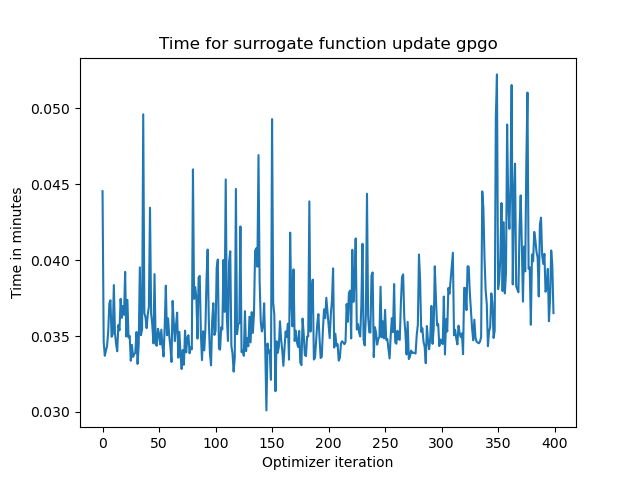 Time for surrogate function update gpgo
0.050
0.045
0.040
0.035
0.030
Time in minutes
0 50 100 150 200 250 300 350 400
Optimizer iteration